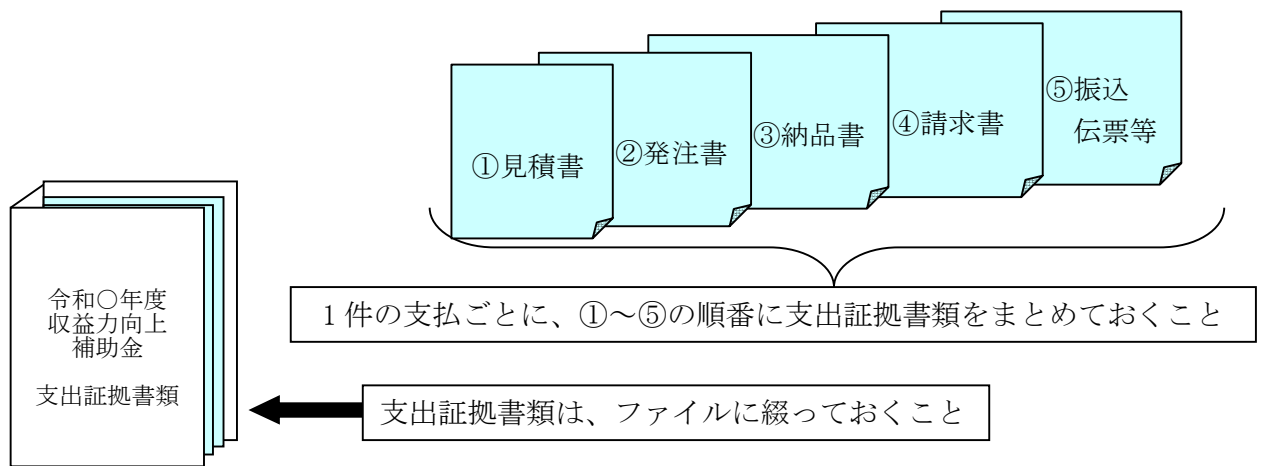 ①見積書
②発注書
③納品書
④請求書
⑤振込
伝票等
1件の支払ごとに、①~⑤の順番に支出証拠書類をまとめておくこと
令和○年度
収益力向上
補助金
支出証拠書類
支出証拠書類は、ファイルに綴っておくこと